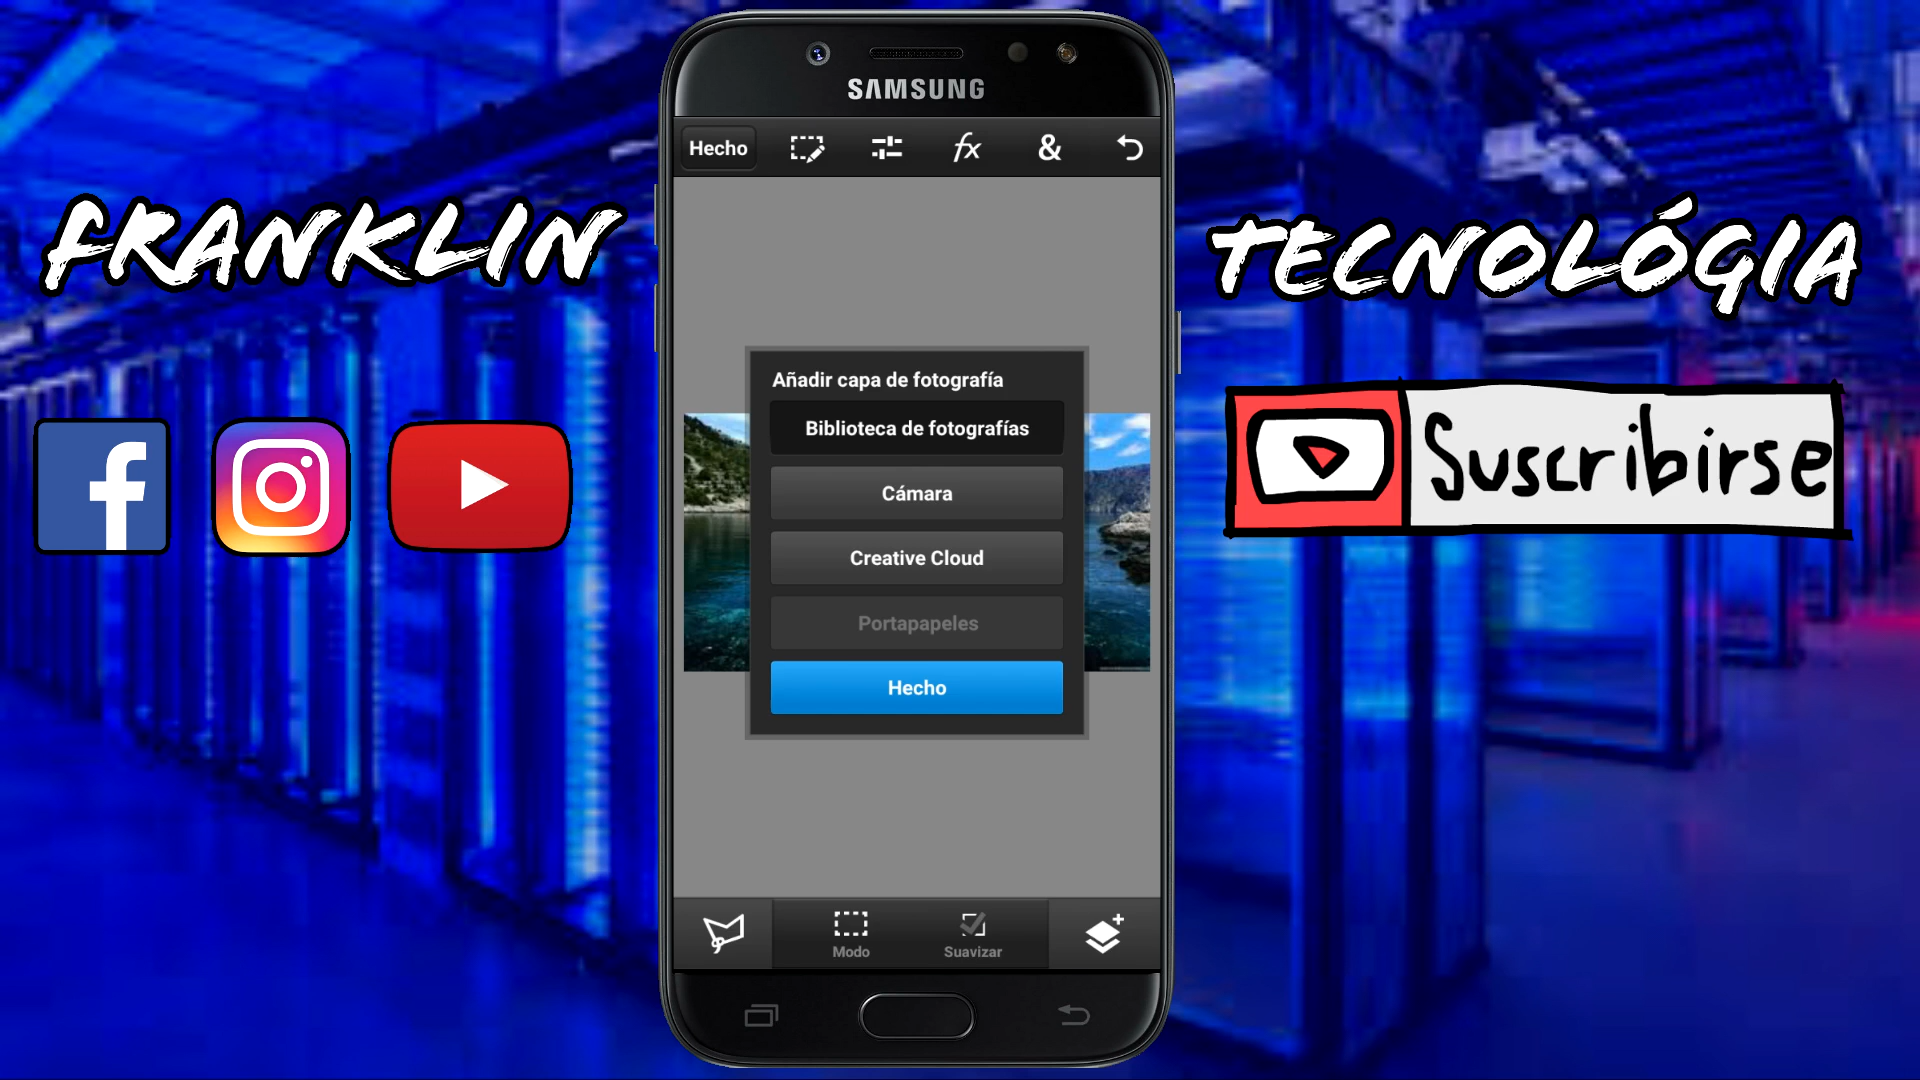 SAMSUNG
Hecho
fx
&
FRANKLIN
TECNOLÓGIA
Añadir capa de fotografía
Biblioteca de fotografías
Cámara
Creative Cloud
Portapapeles
Hecho
Suscribirse
Modo
Suavizar